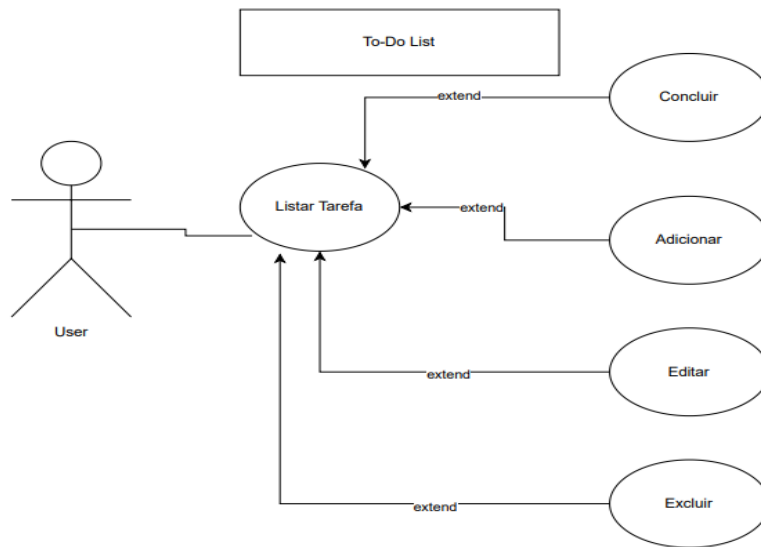 To-Do List
extend
Concluir
Listar Tarefa
extend
Adicionar
User
extend
Editar
extend
Excluir